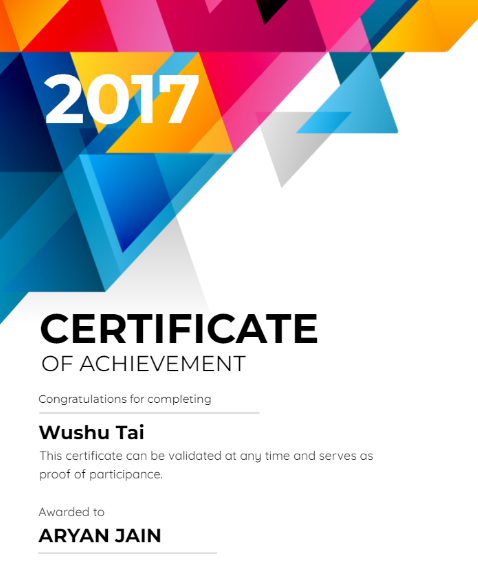 2017
CERTIFICATE
OF ACHIEVEMENT
Congratulations for completing
Wushu Tai
This certificate can be validated at any time and serves as
proof of participance.
Awarded to
ARYAN JAIN